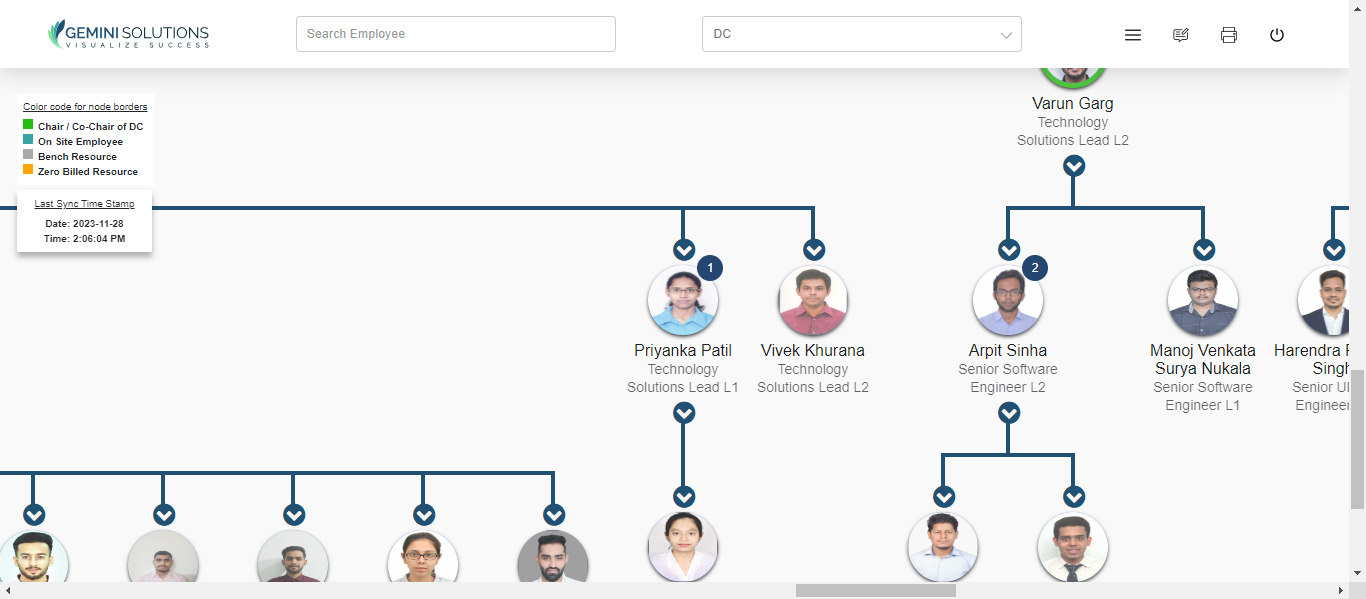 GEMINI SOLUTIONS
VISUALIZE SUCCESS
Search Employee
DC
Color code for node borders
Chair / Co-Chair of DC
On Site Employee
Bench Resource
Zero Billed Resource
Last Sync Time Stamp
Date: 2023-11-28
Time: 2:06:04 PM
Varun Garg
Technology
Solutions Lead L2
1
Priyanka Patil
Technology
Solutions Lead L1
Vivek Khurana
Technology
Solutions Lead L2
2
Arpit Sinha
Senior Software
Engineer L2
Manoj Venkata
Surya Nukala
Senior Software
Engineer L1
Harendra
Singh
Senior UI
Engineer